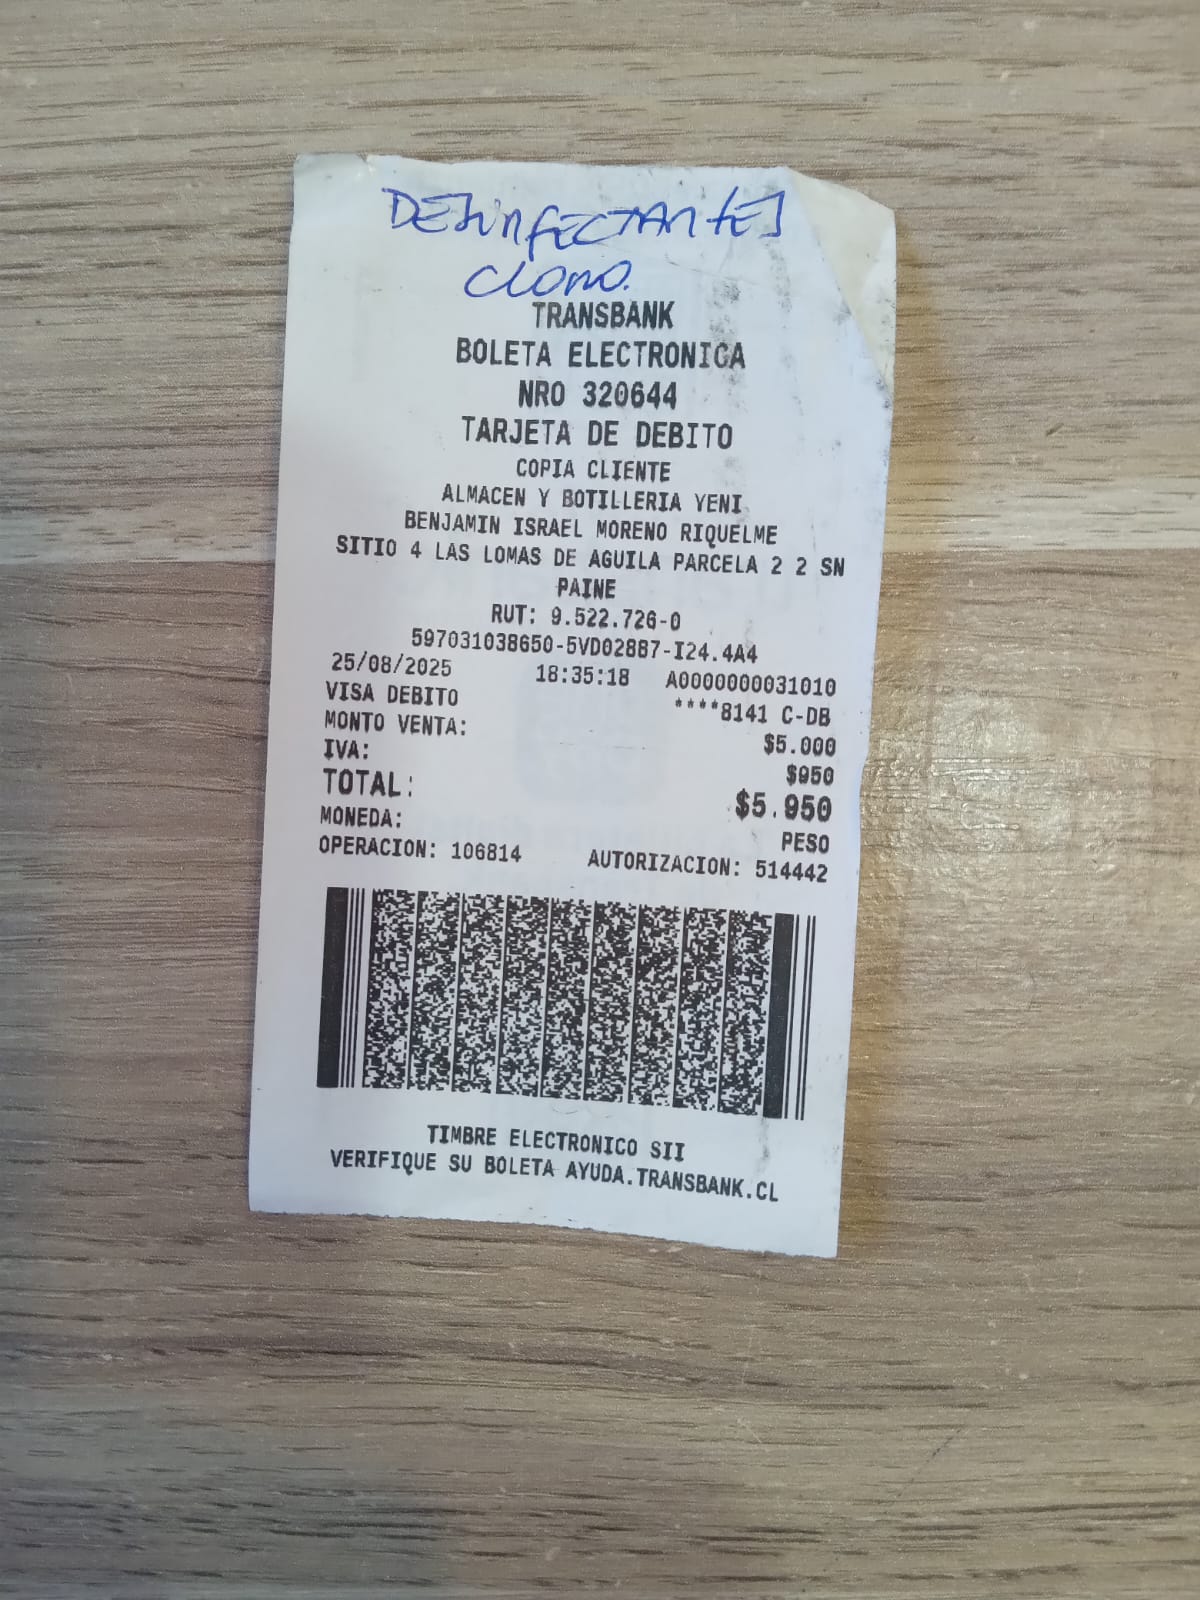 DESINFECTANTES
CLORO.
TRANSBANK
BOLETA ELECTRONICA
NRO 320644
TARJETA DE DEBITO
COPIA CLIENTE
ALMACEN Y BOTILLERIA YENI
BENJAMIN ISRAEL MORENO RIQUELME
SITIO 4 LAS LOMAS DE AGUILA PARCELA 2 2 SN
PAINE
RUT: 9.522.726-0
597031038650-5VD02887-I24.4A4
25/08/2025 18:35:18 A0000000031010
VISA DEBITO ****8141 C-DB
MONTO VENTA: $5.000
IVA: $950
TOTAL: $5.950
MONEDA: PESO
OPERACION: 106814 AUTORIZACION: 514442
TIMBRE ELECTRONICO SII
VERIFIQUE SU BOLETA AYUDA.TRANSBANK.CL